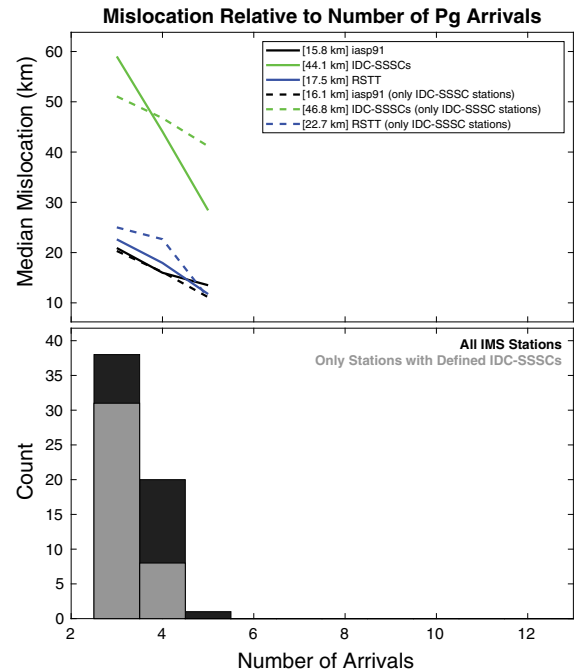 Mislocation Relative to Number of Pg Arrivals
Median Mislocation (km)
60
50
40
30
20
10
[15.8 km] iasp91
[44.1 km] IDC-SSSCs
[17.5 km] RSTT
[16.1 km] iasp91 (only IDC-SSSC stations)
[46.8 km] IDC-SSSCs (only IDC-SSSC stations)
[22.7 km] RSTT (only IDC-SSSC stations)
Count
40
35
30
25
20
15
10
5
0
All IMS Stations
Only Stations with Defined IDC-SSSCs
2 4 6 8 10 12
Number of Arrivals